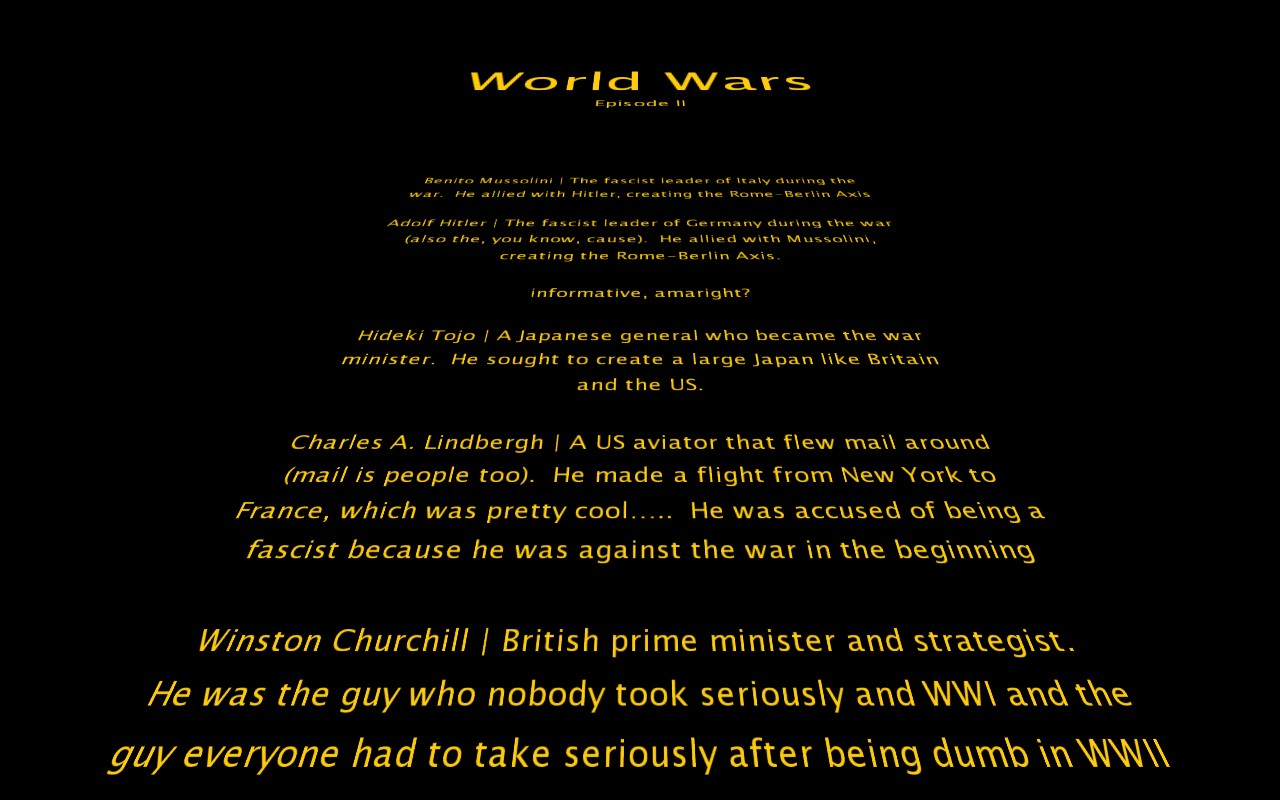 World Wars
Episode II
Benito Mussolini | The fascist leader of Italy during the
war.  He allied with Hitler, creating the Rome-Berlin Axis
Adolf Hitler | The fascist leader of Germany during the war
(also the, you know, cause).  He allied with Mussolini,
creating the Rome-Berlin Axis.
informative, amaright?
Hideki Tojo | A Japanese general who became the war
minister.  He sought to create a large Japan like Britain
and the US.
Charles A. Lindbergh | A US aviator that flew mail around
(mail is people too).  He made a flight from New York to
France, which was pretty cool.....  He was accused of being a
fascist because he was against the war in the beginning
Winston Churchill | British prime minister and strategist.
He was the guy who nobody took seriously and WWI and the
guy everyone had to take seriously after being dumb in WWII